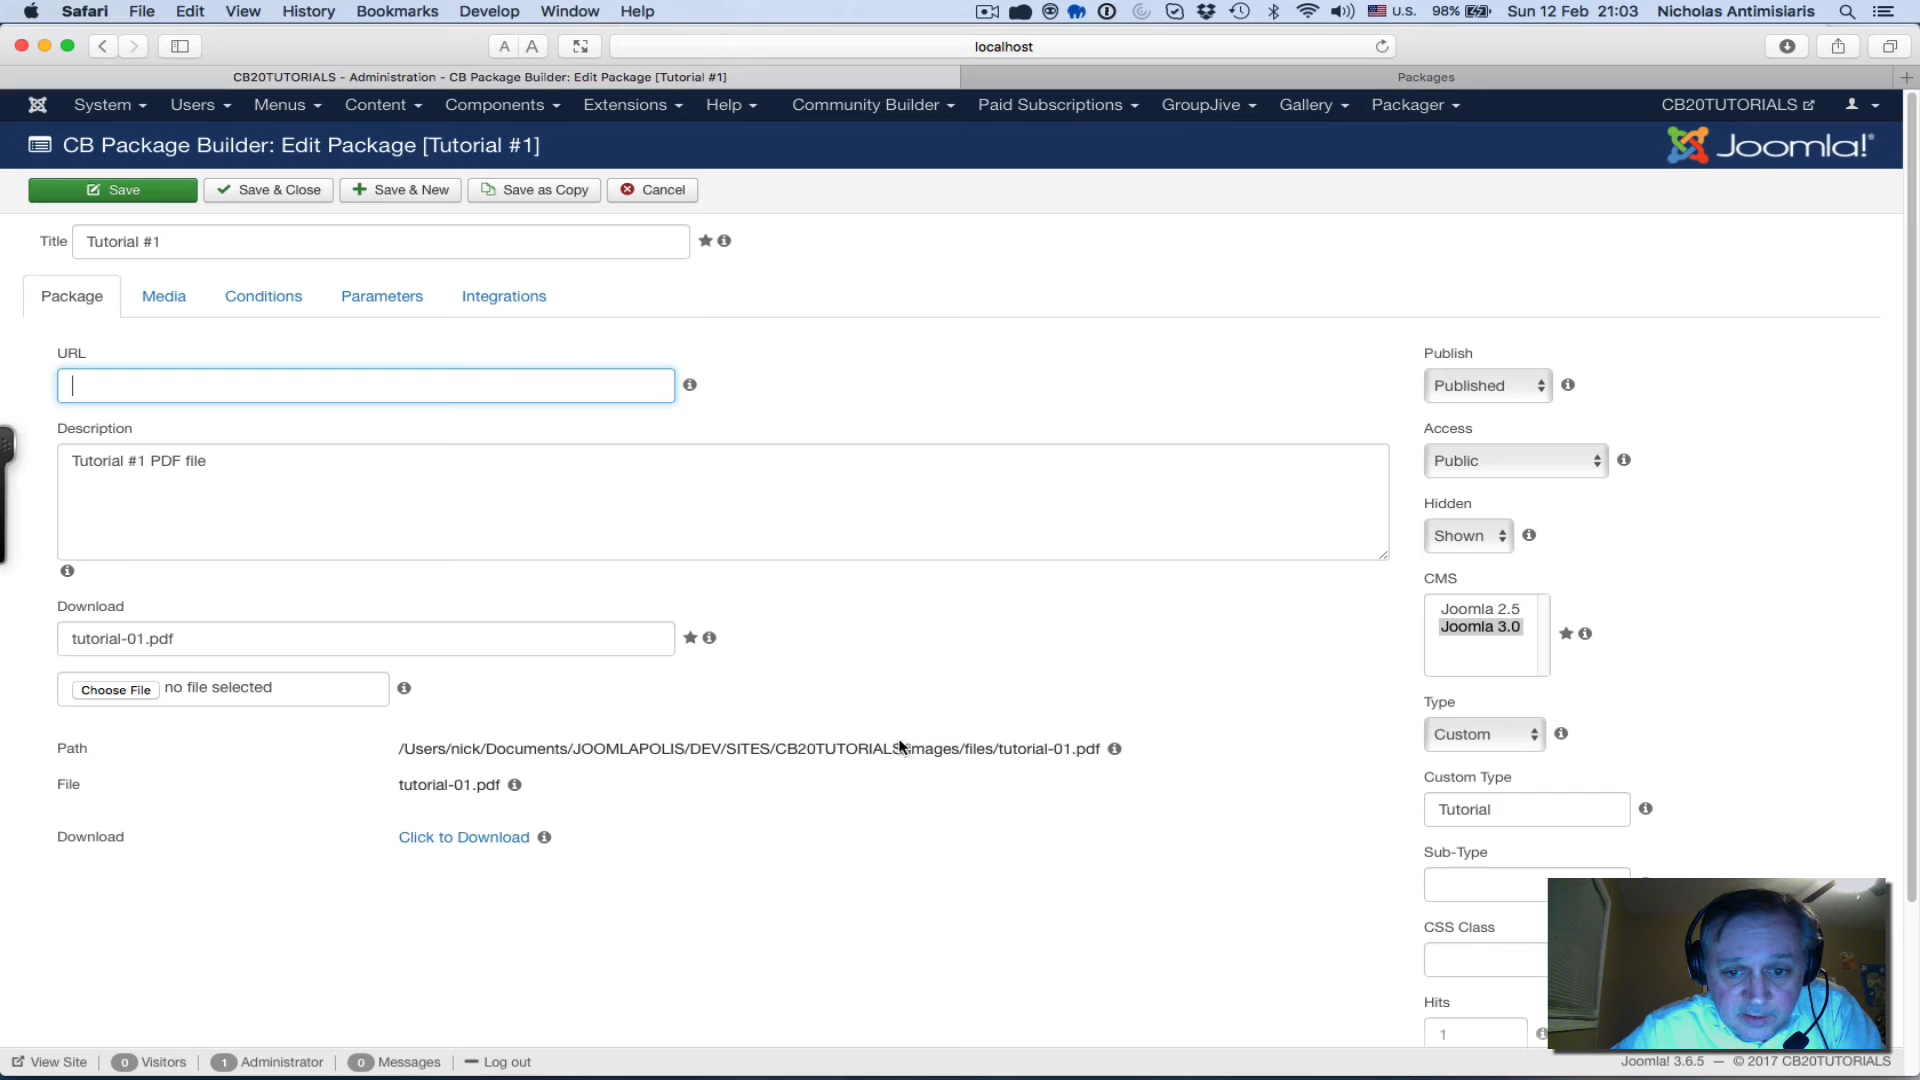 Safari File Edit View History Bookmarks Develop Window Help U.S. 98% Sun 12 Feb 21:03 Nicholas Antimisiaris
A A localhost
CB20TUTORIALS - Administration - CB Package Builder: Edit Package [Tutorial #1] Packages
System Users Menus Content Components Extensions Help Community Builder Paid Subscriptions GroupJive Gallery Packager CB20TUTORIALS
CB Package Builder: Edit Package [Tutorial #1] Joomla!®
Save Save & Close Save & New Save as Copy Cancel
Title Tutorial #1
Package Media Conditions Parameters Integrations
URL
Description
Tutorial #1 PDF file
Download
tutorial-01.pdf
Choose File no file selected
Path /Users/nick/Documents/JOOMLAPOLIS/DEV/SITES/CB20TUTORIALS/images/files/tutorial-01.pdf
File tutorial-01.pdf
Download Click to Download
Publish
Published
Access
Public
Hidden
Shown
CMS
Joomla 2.5
Joomla 3.0
Type
Custom
Custom Type
Tutorial
Sub-Type
CSS Class
Hits
1
View Site 0 Visitors 1 Administrator 0 Messages Log out Joomla! 3.6.5 — © 2017 CB20TUTORIALS